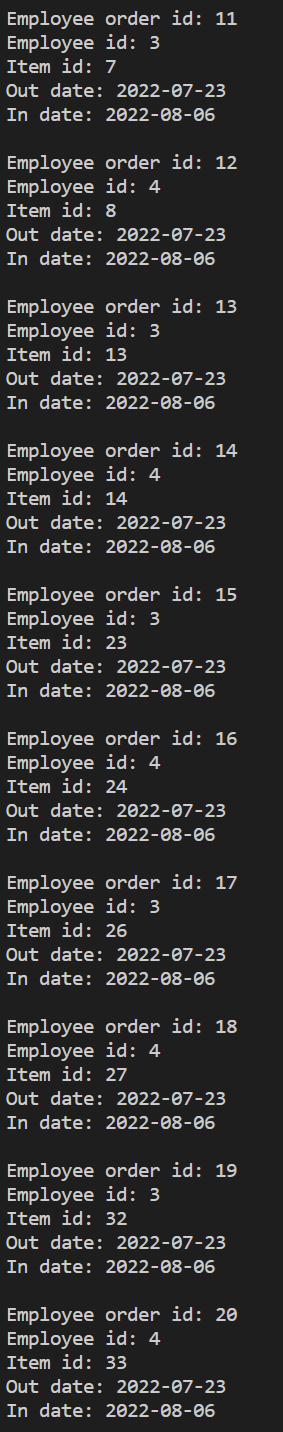 Employee order id: 11
Employee id: 3
Item id: 7
Out date: 2022-07-23
In date: 2022-08-06

Employee order id: 12
Employee id: 4
Item id: 8
Out date: 2022-07-23
In date: 2022-08-06

Employee order id: 13
Employee id: 3
Item id: 13
Out date: 2022-07-23
In date: 2022-08-06

Employee order id: 14
Employee id: 4
Item id: 14
Out date: 2022-07-23
In date: 2022-08-06

Employee order id: 15
Employee id: 3
Item id: 23
Out date: 2022-07-23
In date: 2022-08-06

Employee order id: 16
Employee id: 4
Item id: 24
Out date: 2022-07-23
In date: 2022-08-06

Employee order id: 17
Employee id: 3
Item id: 26
Out date: 2022-07-23
In date: 2022-08-06

Employee order id: 18
Employee id: 4
Item id: 27
Out date: 2022-07-23
In date: 2022-08-06

Employee order id: 19
Employee id: 3
Item id: 32
Out date: 2022-07-23
In date: 2022-08-06

Employee order id: 20
Employee id: 4
Item id: 33
Out date: 2022-07-23
In date: 2022-08-06